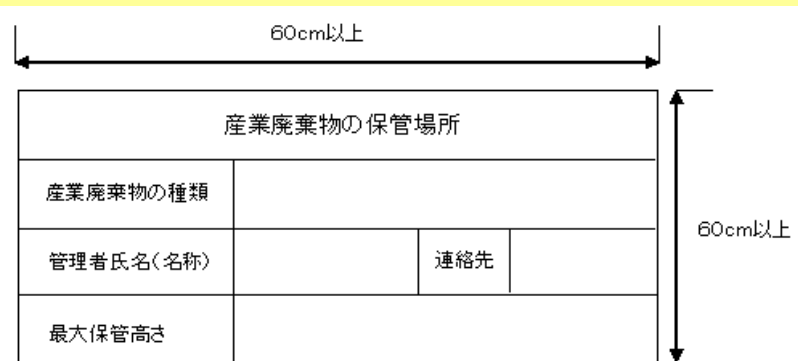 60cm以上
産業廃棄物の保管場所
産業廃棄物の種類
60cm以上
管理者氏名(名称)
連絡先
最大保管高さ